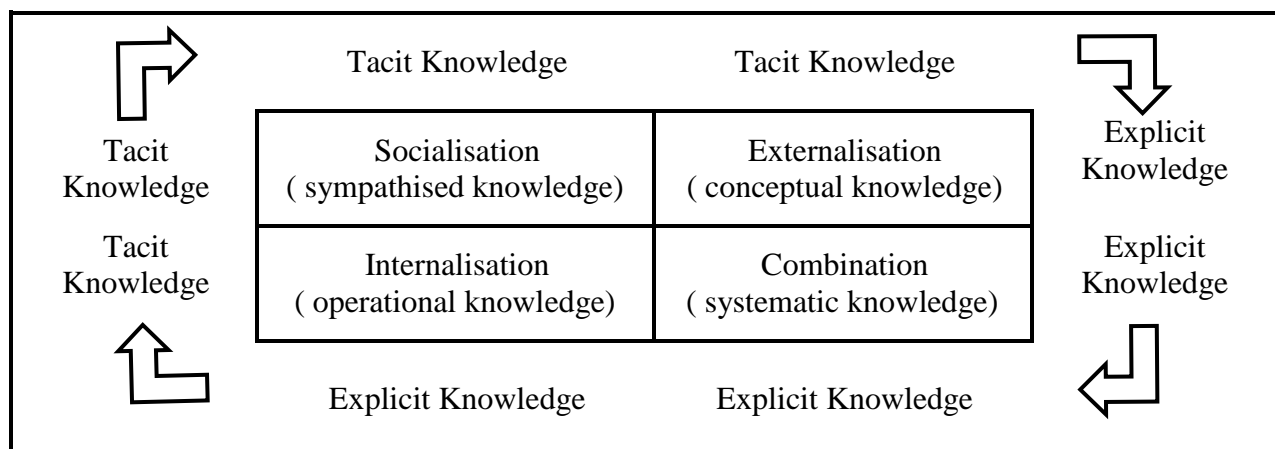 Tacit Knowledge
Tacit Knowledge
Tacit
Knowledge
Socialisation
( sympathised knowledge)
Externalisation
( conceptual knowledge)
Explicit
Knowledge
Tacit
Knowledge
Internalisation
( operational knowledge)
Combination
( systematic knowledge)
Explicit
Knowledge
Explicit Knowledge
Explicit Knowledge